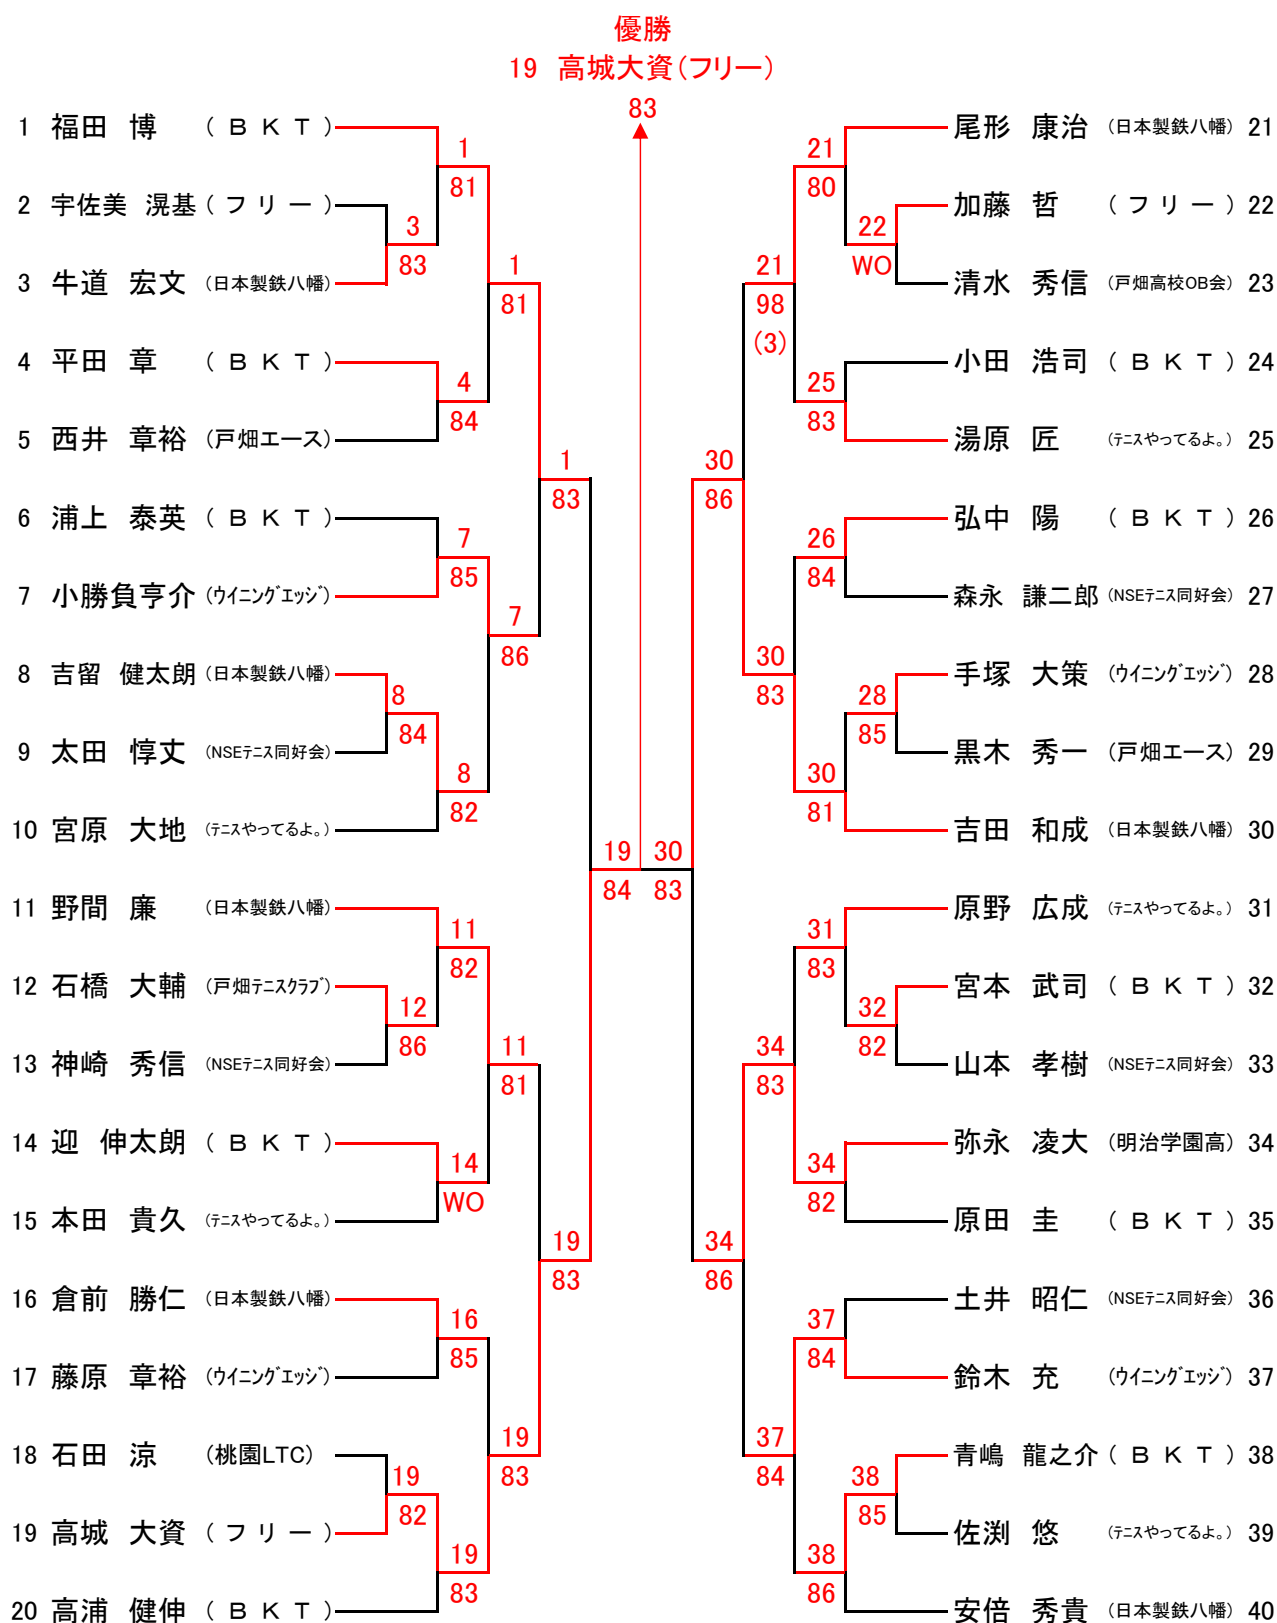 優勝
19 高城大資(フリー)
83
1 福田 博 (BKT)
2 宇佐美 滉基 (フリー)
3 牛道 宏文 (日本製鉄八幡)
4 平田 章 (BKT)
5 西井 章裕 (戸畑エース)
6 浦上 泰英 (BKT)
7 小勝負亨介 (ウイニングエッジ)
8 吉留 健太朗 (日本製鉄八幡)
9 太田 惇丈 (NSEテニス同好会)
10 宮原 大地 (テニスやってるよ。)
11 野間 廉 (日本製鉄八幡)
12 石橋 大輔 (戸畑テニスクラブ)
13 神崎 秀信 (NSEテニス同好会)
14 迎 伸太朗 (BKT)
15 本田 貴久 (テニスやってるよ。)
16 倉前 勝仁 (日本製鉄八幡)
17 藤原 章裕 (ウイニングエッジ)
18 石田 涼 (桃園LTC)
19 高城 大資 (フリー)
20 高浦 健伸 (BKT)
3
83
8
84
12
86
19
82
1
81
4
84
7
85
8
82
11
82
14
WO
16
85
19
83
1
81
7
86
11
81
19
83
1
83
19
83
19
84
30
83
30
86
34
86
21
98
(3)
30
83
34
83
37
84
21
80
25
83
26
84
30
81
31
83
34
82
37
84
38
86
22
WO
28
85
32
82
38
85
尾形 康治 (日本製鉄八幡) 21
加藤 哲 (フリー) 22
清水 秀信 (戸畑高校OB会) 23
小田 浩司 (BKT) 24
湯原 匠 (テニスやってるよ。) 25
弘中 陽 (BKT) 26
森永 謙二郎 (NSEテニス同好会) 27
手塚 大策 (ウイニングエッジ) 28
黒木 秀一 (戸畑エース) 29
吉田 和成 (日本製鉄八幡) 30
原野 広成 (テニスやってるよ。) 31
宮本 武司 (BKT) 32
山本 孝樹 (NSEテニス同好会) 33
弥永 凌大 (明治学園高) 34
原田 圭 (BKT) 35
土井 昭仁 (NSEテニス同好会) 36
鈴木 充 (ウイニングエッジ) 37
青嶋 龍之介 (BKT) 38
佐渕 悠 (テニスやってるよ。) 39
安倍 秀貴 (日本製鉄八幡) 40